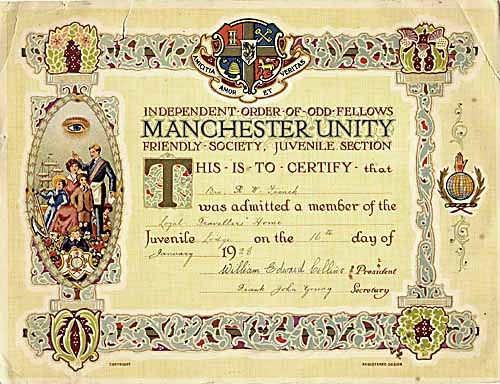 AMICITIA AMOR ET VERITAS
INDEPENDENT·ORDER·OF·ODD·FELLOWS
MANCHESTER UNITY
FRIENDLY·SOCIETY, JUVENILE SECTION
THIS·IS·TO·CERTIFY·that
Bro. W. French
was admitted a member of the
Loyal Travellers' Home
Juvenile Lodge on the 16th day of
January 1928
William Edward Collins President
Frank John Young Secretary
COPYRIGHT
REGISTERED DESIGN